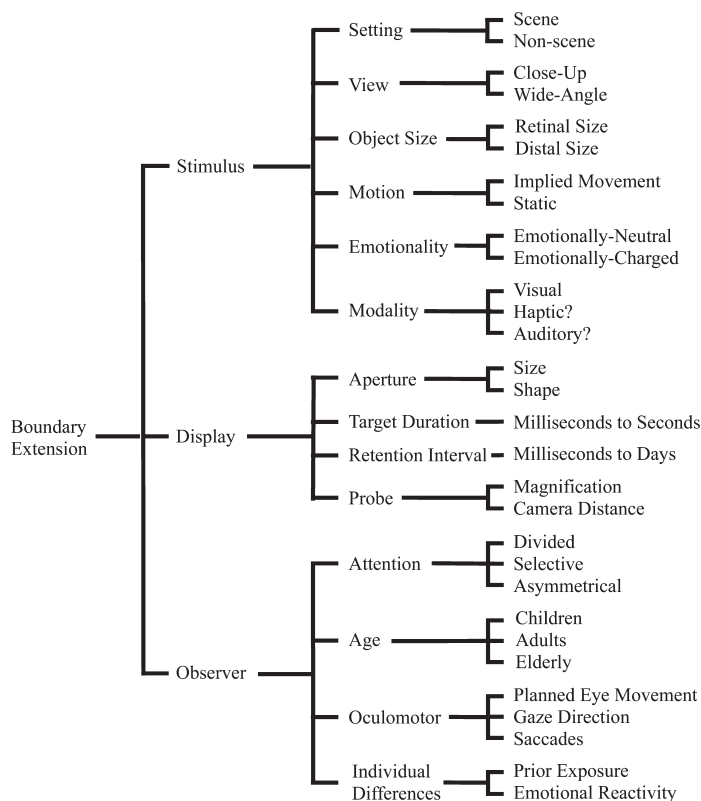 Boundary
Extension
Stimulus
Setting
Scene
Non-scene
View
Close-Up
Wide-Angle
Object Size
Retinal Size
Distal Size
Motion
Implied Movement
Static
Emotionality
Emotionally-Neutral
Emotionally-Charged
Modality
Visual
Haptic?
Auditory?
Display
Aperture
Size
Shape
Target Duration
Milliseconds to Seconds
Retention Interval
Milliseconds to Days
Probe
Magnification
Camera Distance
Observer
Attention
Divided
Selective
Asymmetrical
Age
Children
Adults
Elderly
Oculomotor
Planned Eye Movement
Gaze Direction
Saccades
Individual
Differences
Prior Exposure
Emotional Reactivity